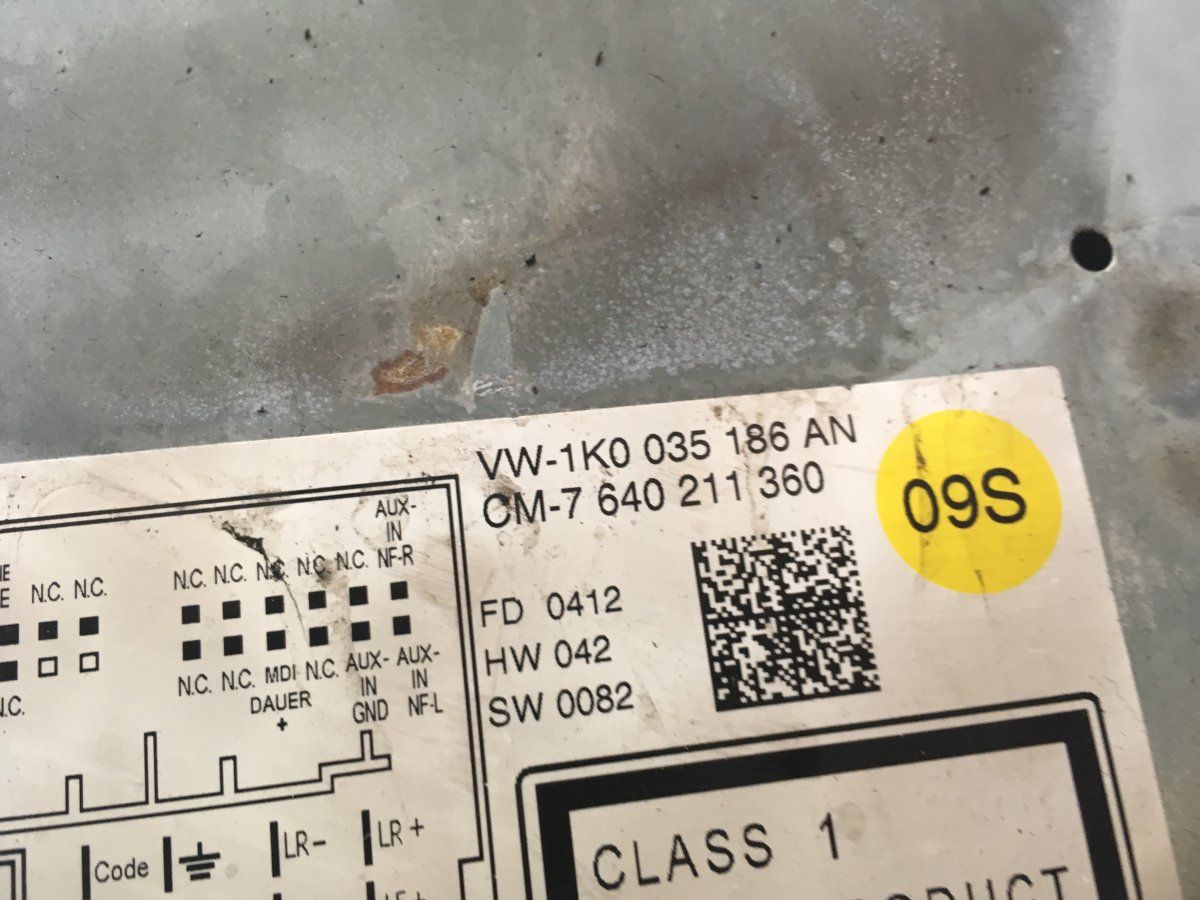 VW-1K0 035 186 AN
CM-7 640 211 360
09S
FD 0412
HW 042
SW 0082
AUX-
IN
N.C. N.C. N.C. N.C. N.C. NF-R
N.C. N.C.
N.C. N.C. MDI N.C. AUX- AUX-
DAUER IN IN
+ GND NF-L
N.C.
Code LR- LR+
CLASS 1